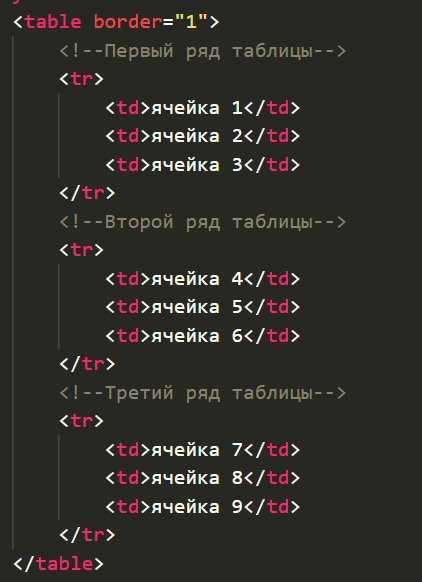 <table border="1">
<!--Первый ряд таблицы-->
<tr>
<td>ячейка 1</td>
<td>ячейка 2</td>
<td>ячейка 3</td>
</tr>
<!--Второй ряд таблицы-->
<tr>
<td>ячейка 4</td>
<td>ячейка 5</td>
<td>ячейка 6</td>
</tr>
<!--Третий ряд таблицы-->
<tr>
<td>ячейка 7</td>
<td>ячейка 8</td>
<td>ячейка 9</td>
</tr>
</table>